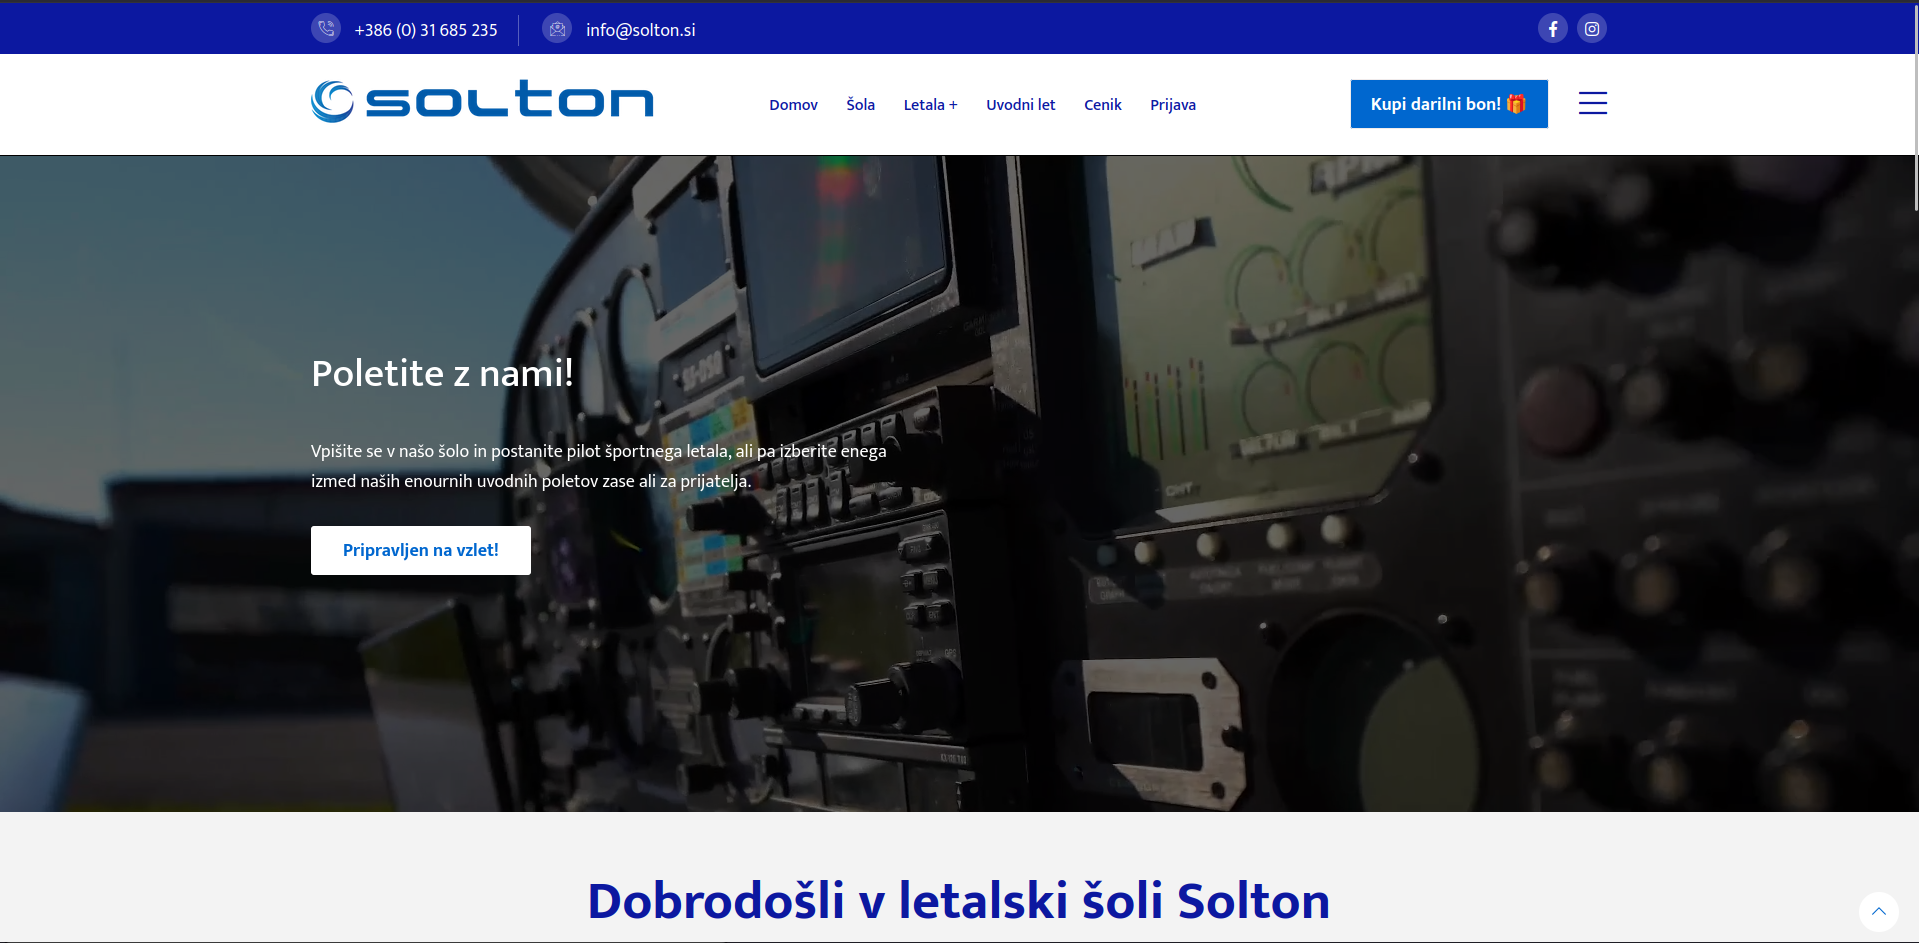 +386 (0) 31 685 235
info@solton.si
solton
Domov
Šola
Letala +
Uvodni let
Cenik
Prijava
Kupi darilni bon! 🎁
Poletite z nami!
Vpišite se v našo šolo in postanite pilot športnega letala, ali pa izberite enega
izmed naših enournih uvodnih poletov zase ali za prijatelja.
Pripravljen na vzlet!
Dobrodošli v letalski šoli Solton